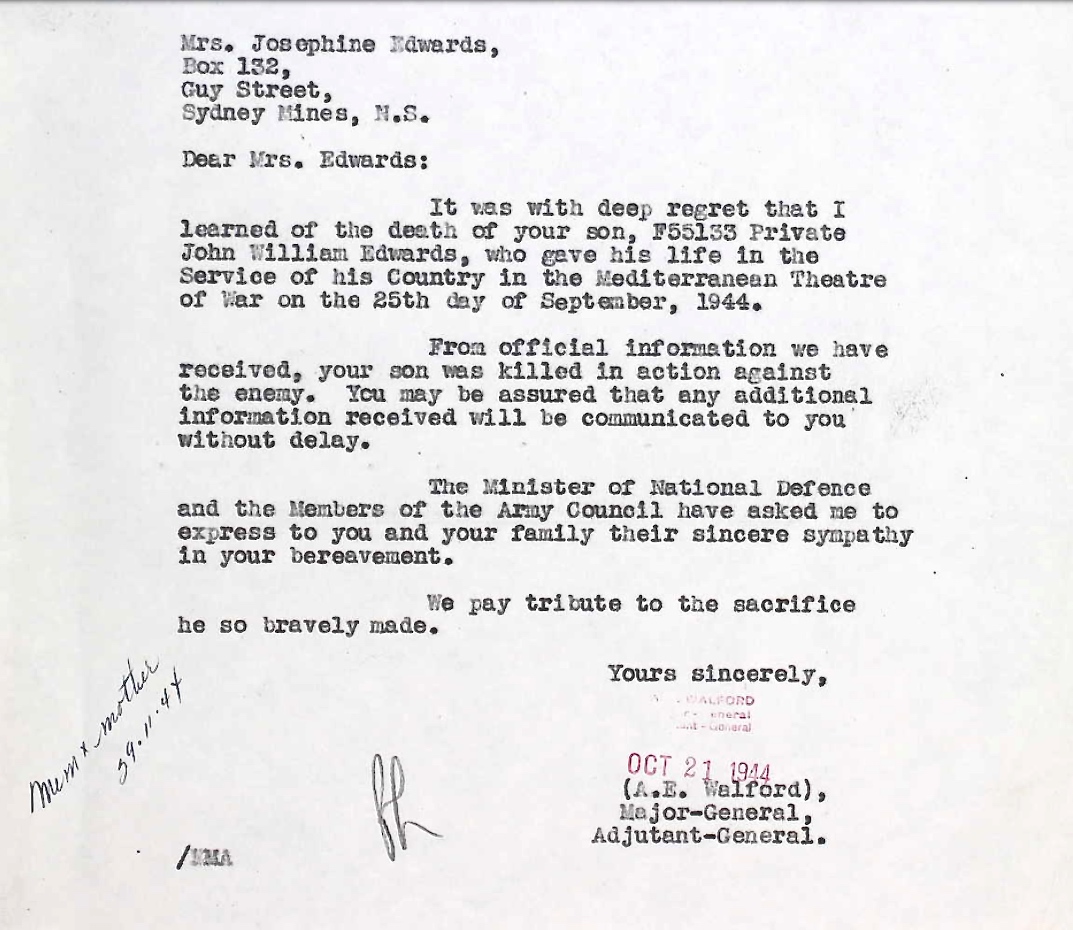 Mrs. Josephine Edwards,
Box 132,
Guy Street,
Sydney Mines, N.S.
Dear Mrs. Edwards:
It was with deep regret that I
learned of the death of your son, F55133 Private
John William Edwards, who gave his life in the
Service of his Country in the Mediterranean Theatre
of War on the 25th day of September, 1944.
From official information we have
received, your son was killed in action against
the enemy. You may be assured that any additional
information received will be communicated to you
without delay.
The Minister of National Defence
and the Members of the Army Council have asked me to
express to you and your family their sincere sympathy
in your bereavement.
We pay tribute to the sacrifice
he so bravely made.
Yours sincerely,
WALFORD
General
OCT 21 1944
(A.E. Walford),
Major-General,
Adjutant-General.
mother